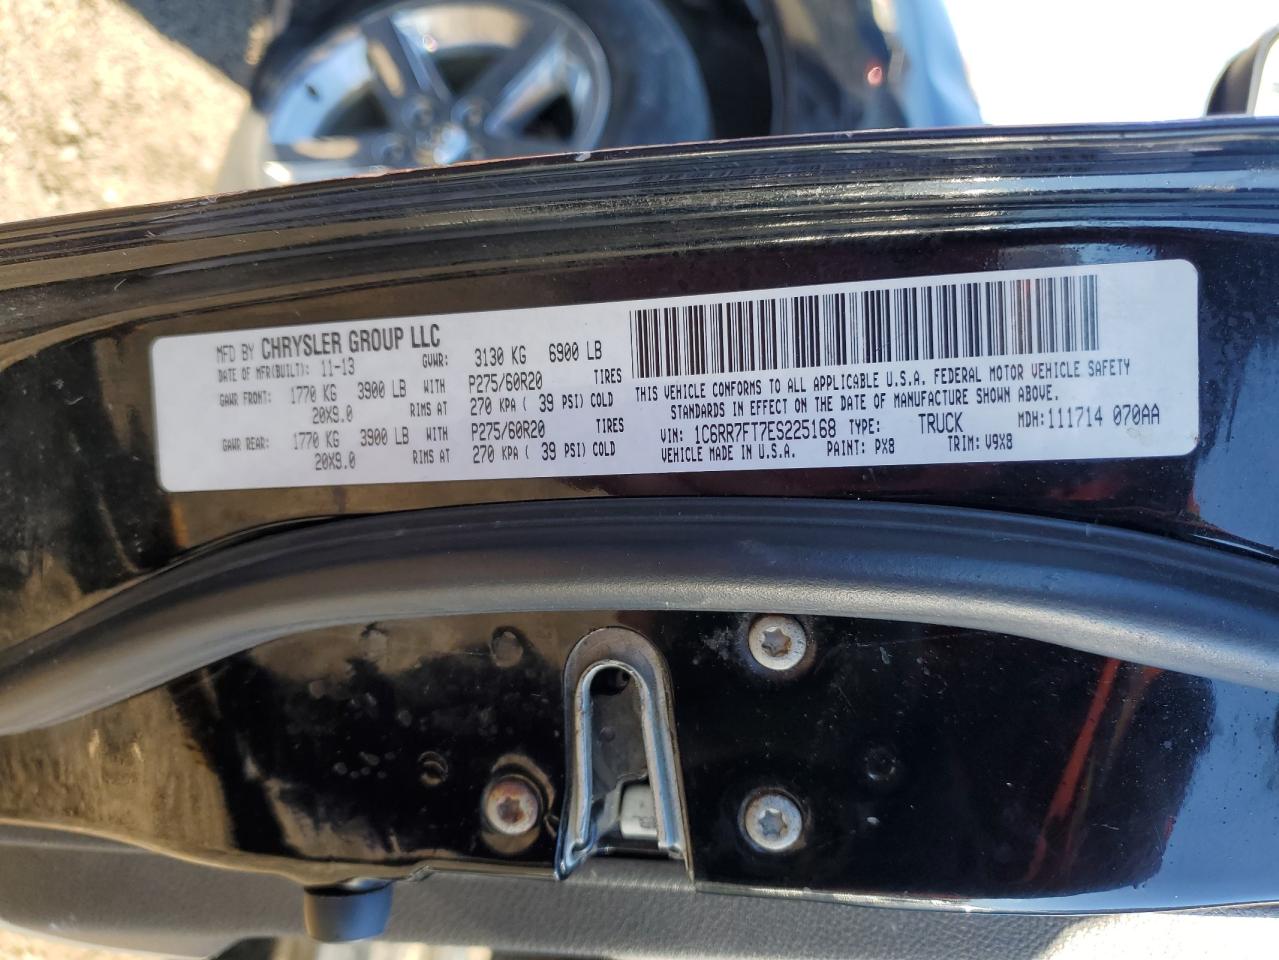 MFD BY CHRYSLER GROUP LLC
DATE OF MFR(BUILT): 11-13 GVWR: 3130 KG 6900 LB
GAWR FRONT: 1770 KG 3900 LB WITH P275/60R20 TIRES
20X9.0 RIMS AT 270 KPA ( 39 PSI) COLD
GAWR REAR: 1770 KG 3900 LB WITH P275/60R20 TIRES
20X9.0 RIMS AT 270 KPA ( 39 PSI) COLD
THIS VEHICLE CONFORMS TO ALL APPLICABLE U.S.A. FEDERAL MOTOR VEHICLE SAFETY
STANDARDS IN EFFECT ON THE DATE OF MANUFACTURE SHOWN ABOVE.
VIN: 1C6RR7FT7ES225168 TYPE: TRUCK MDH:111714 070AA
VEHICLE MADE IN U.S.A. PAINT: PX8 TRIM: V9X8